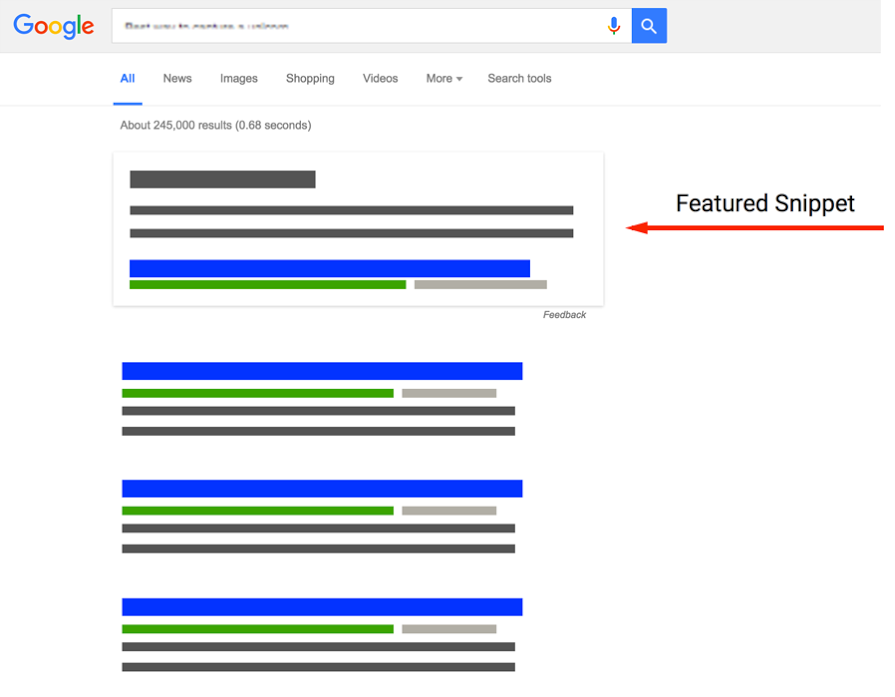 Google
All News Images Shopping Videos More Search tools
About 245,000 results (0.68 seconds)
Featured Snippet
Feedback